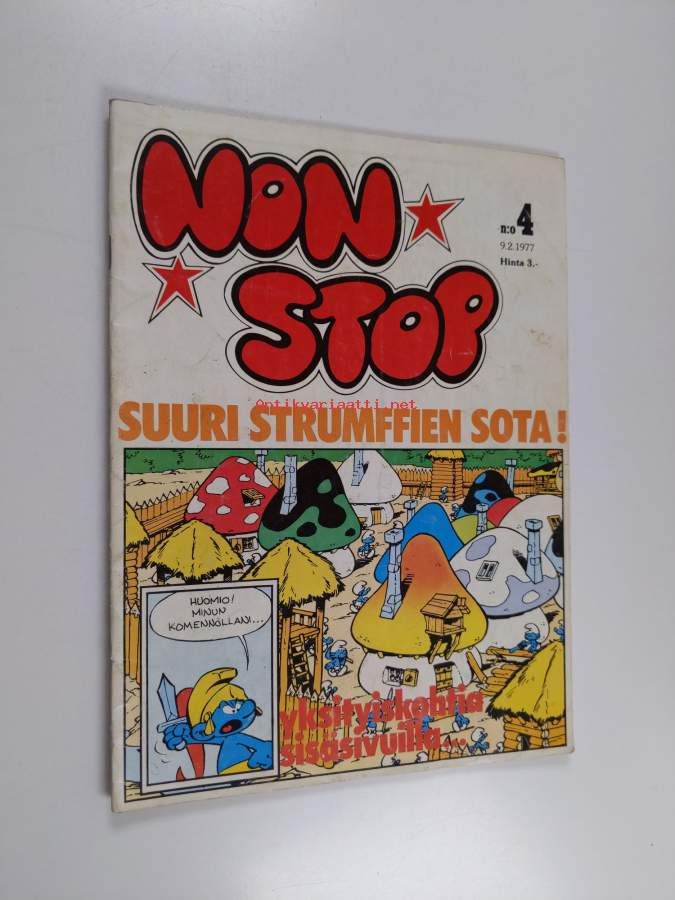 NON
STOP
n:o 4
9.2.1977
Hinta 3.-
Antikvariaatti.net
SUURI STRUMFFIEN SOTA!
HUOMIO!
MINUN
KOMENNOLLANI...
yksityiskohtia
sisäsivuilla...